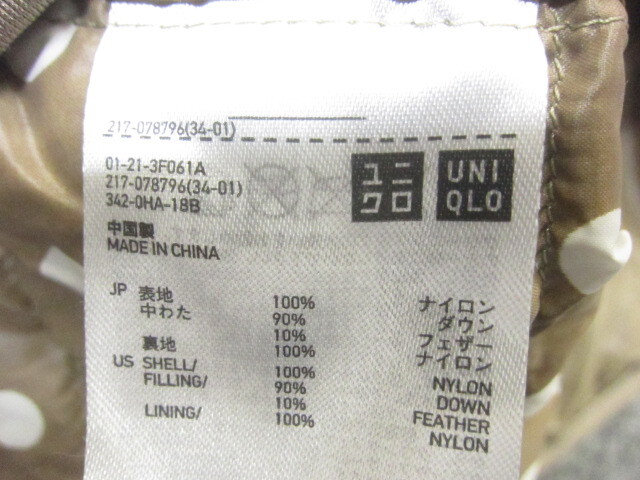 217-078796(34-01)
01-21-3F061A
217-078796(34-01)
342-0HA-18B
ユニ
クロ
UNI
QLO
中国製
MADE IN CHINA
JP 表地 100% ナイロン
中わた 90% ダウン
10% フェザー
裏地 100% ナイロン
US SHELL/ 100% NYLON
FILLING/ 90% DOWN
10% FEATHER
LINING/ 100% NYLON